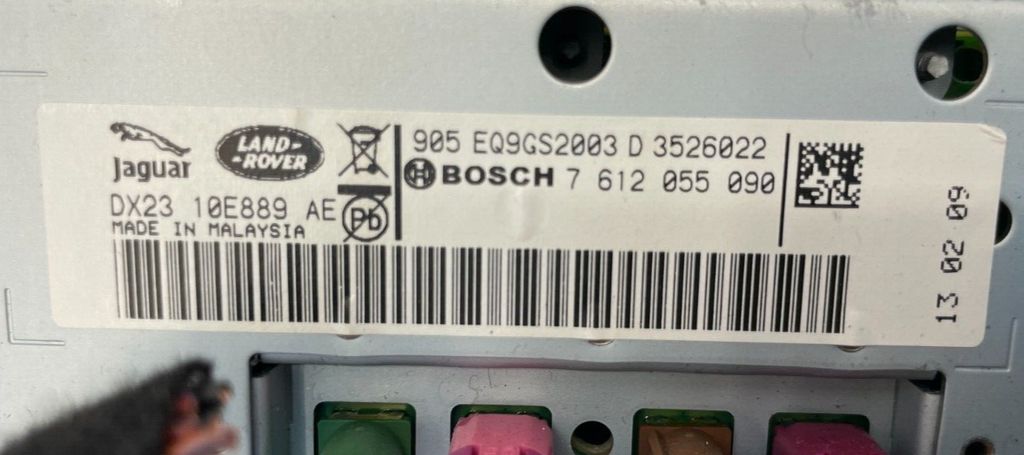 Jaguar
LAND-
-ROVER
DX23 10E889 AE
MADE IN MALAYSIA
Pb
905 EQ9GS2003 D 3526022
BOSCH 7 612 055 090
13 02 09